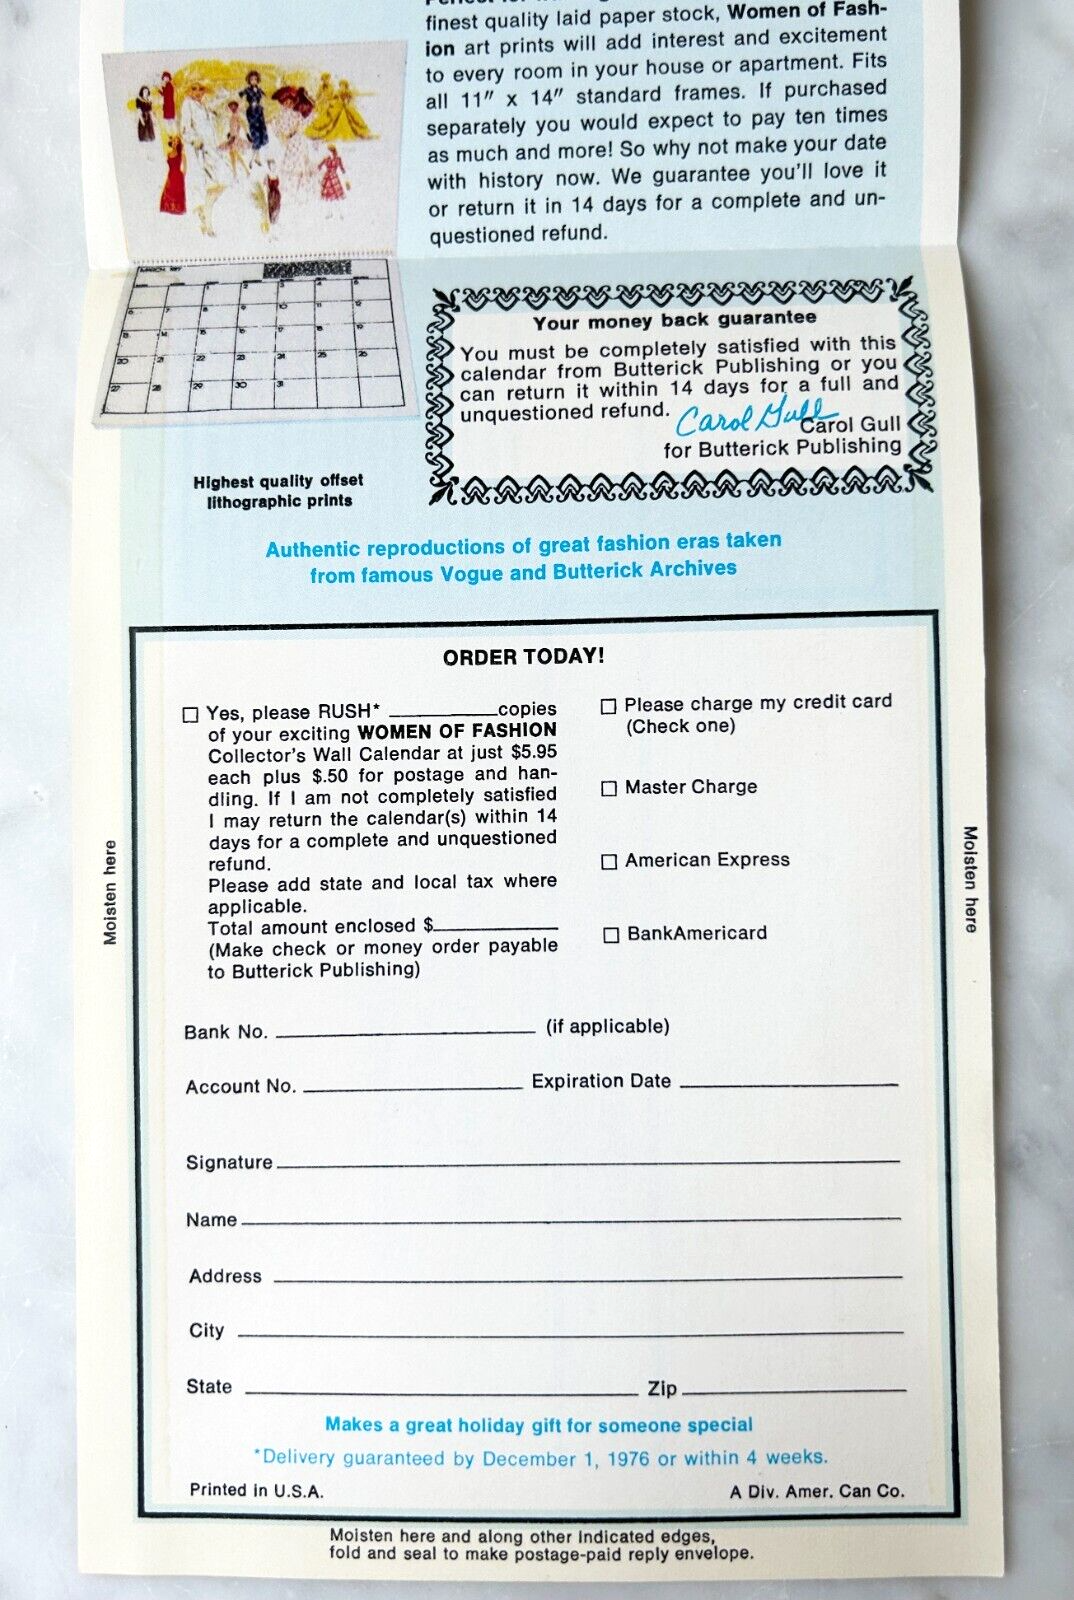 finest quality laid paper stock, Women of Fash-
ion art prints will add interest and excitement
to every room in your house or apartment. Fits
all 11" x 14" standard frames. If purchased
separately you would expect to pay ten times
as much and more! So why not make your date
with history now. We guarantee you'll love it
or return it in 14 days for a complete and un-
questioned refund.
MARCH 1977
Highest quality offset
lithographic prints
Your money back guarantee
You must be completely satisfied with this
calendar from Butterick Publishing or you
can return it within 14 days for a full and
unquestioned refund.
Carol Gull
Carol Gull
for Butterick Publishing
Authentic reproductions of great fashion eras taken
from famous Vogue and Butterick Archives
ORDER TODAY!
Yes, please RUSH* copies
of your exciting WOMEN OF FASHION
Collector's Wall Calendar at just $5.95
each plus $.50 for postage and han-
dling. If I am not completely satisfied
I may return the calendar(s) within 14
days for a complete and unquestioned
refund.
Please add state and local tax where
applicable.
Total amount enclosed $
(Make check or money order payable
to Butterick Publishing)
Please charge my credit card
(Check one)
Master Charge
American Express
BankAmericard
Moisten here
Moisten here
Bank No. (if applicable)
Account No. Expiration Date
Signature
Name
Address
City
State Zip
Makes a great holiday gift for someone special
*Delivery guaranteed by December 1, 1976 or within 4 weeks.
Printed in U.S.A. A Div. Amer. Can Co.
Moisten here and along other indicated edges,
fold and seal to make postage-paid reply envelope.